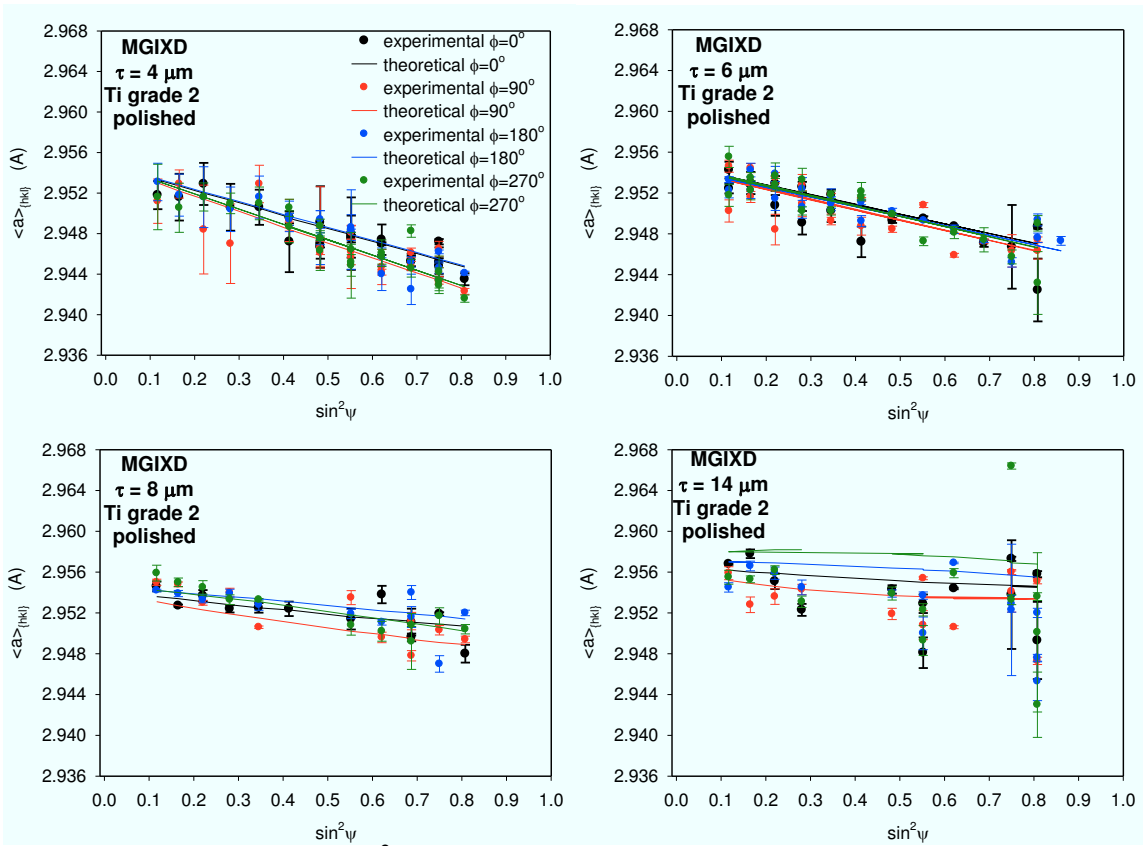 2.968
2.964
2.960
2.956
2.952
2.948
2.944
2.940
2.936
<a>{hkl} (A)
MGIXD
τ = 4 μm
Ti grade 2
polished
experimental ϕ=0°
theoretical ϕ=0°
experimental ϕ=90°
theoretical ϕ=90°
experimental ϕ=180°
theoretical ϕ=180°
experimental ϕ=270°
theoretical ϕ=270°
0.0 0.1 0.2 0.3 0.4 0.5 0.6 0.7 0.8 0.9 1.0
sin²ψ
2.968
2.964
2.960
2.956
2.952
2.948
2.944
2.940
2.936
<a>{hkl} (A)
MGIXD
τ = 6 μm
Ti grade 2
polished
0.0 0.1 0.2 0.3 0.4 0.5 0.6 0.7 0.8 0.9 1.0
sin²ψ
2.968
2.964
2.960
2.956
2.952
2.948
2.944
2.940
2.936
<a>{hkl} (A)
MGIXD
τ = 8 μm
Ti grade 2
polished
0.0 0.1 0.2 0.3 0.4 0.5 0.6 0.7 0.8 0.9 1.0
sin²ψ
2.968
2.964
2.960
2.956
2.952
2.948
2.944
2.940
2.936
<a>{hkl} (A)
MGIXD
τ = 14 μm
Ti grade 2
polished
0.0 0.1 0.2 0.3 0.4 0.5 0.6 0.7 0.8 0.9 1.0
sin²ψ